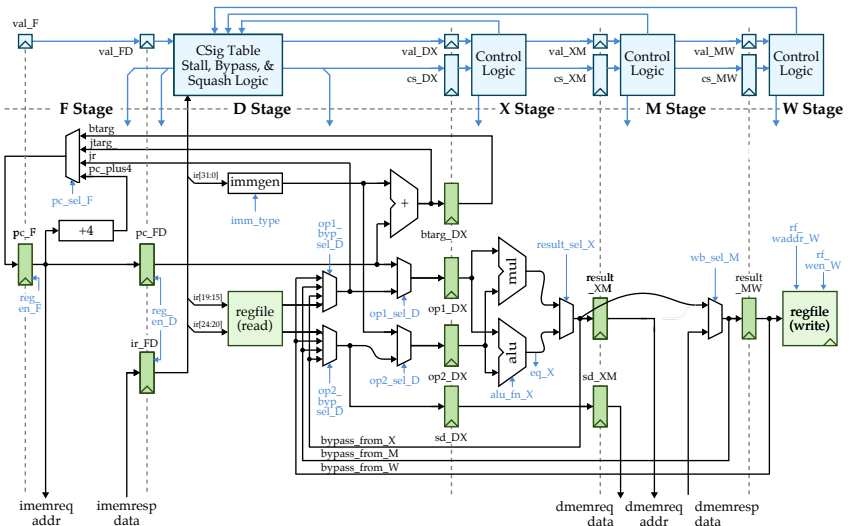 val_F
val_FD
CSig Table
Stall, Bypass, &
Squash Logic
val_DX
cs_DX
Control
Logic
val_XM
cs_XM
Control
Logic
val_MW
cs_MW
Control
Logic
F Stage
D Stage
X Stage
M Stage
W Stage
btarg
jtarg
jr
pc_plus4
pc_sel_F
+4
ir[31:0]
immgen
imm_type
+
btarg_DX
pc_F
reg_
en_F
pc_FD
reg_
en_D
ir_FD
ir[19:15]
ir[24:20]
regfile
(read)
op1_
byp_
sel_D
op2_
byp_
sel_D
op1_sel_D
op2_sel_D
op1_DX
op2_DX
sd_DX
mul
alu
alu_fn_X
eq_X
result_sel_X
result
_XM
sd_XM
wb_sel_M
result
_MW
rf_
waddr_W
rf_
wen_W
regfile
(write)
bypass_from_X
bypass_from_M
bypass_from_W
imemreq
addr
imemresp
data
dmemreq
data
dmemreq
addr
dmemresp
data